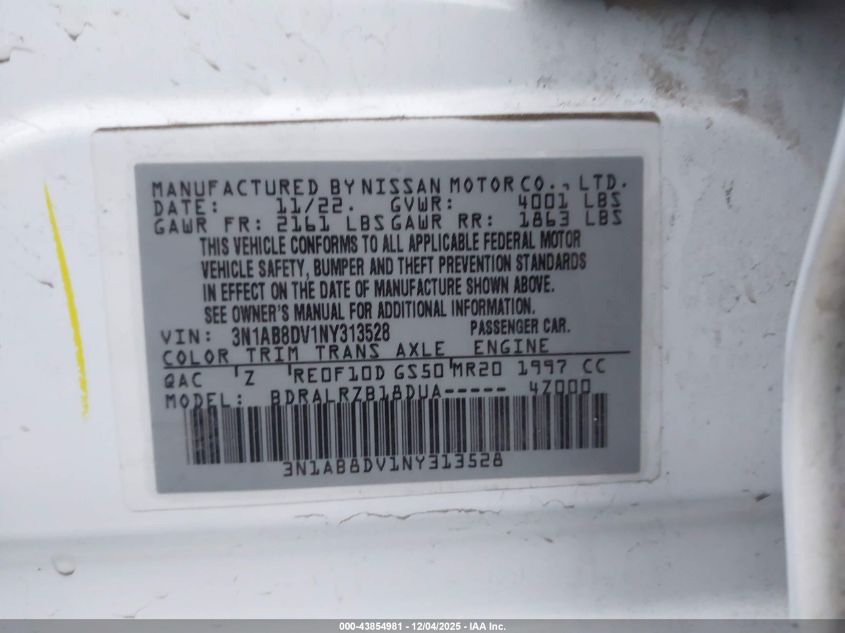 MANUFACTURED BY NISSAN MOTOR CO., LTD.
DATE: 11/22. GVWR: 4001 LBS
GAWR FR: 2161 LBS GAWR RR: 1863 LBS
THIS VEHICLE CONFORMS TO ALL APPLICABLE FEDERAL MOTOR
VEHICLE SAFETY, BUMPER AND THEFT PREVENTION STANDARDS
IN EFFECT ON THE DATE OF MANUFACTURE SHOWN ABOVE.
SEE OWNER'S MANUAL FOR ADDITIONAL INFORMATION.
VIN: 3N1AB8DV1NY313528 PASSENGER CAR.
COLOR TRIM TRANS AXLE ENGINE
QAC Z RE0F10D GS50 MR20 1997 CC
MODEL: BDRALRZB18DUA----- 4Z000
3N1AB8DV1NY313528
000-43854981 - 12/04/2025 - IAA Inc.